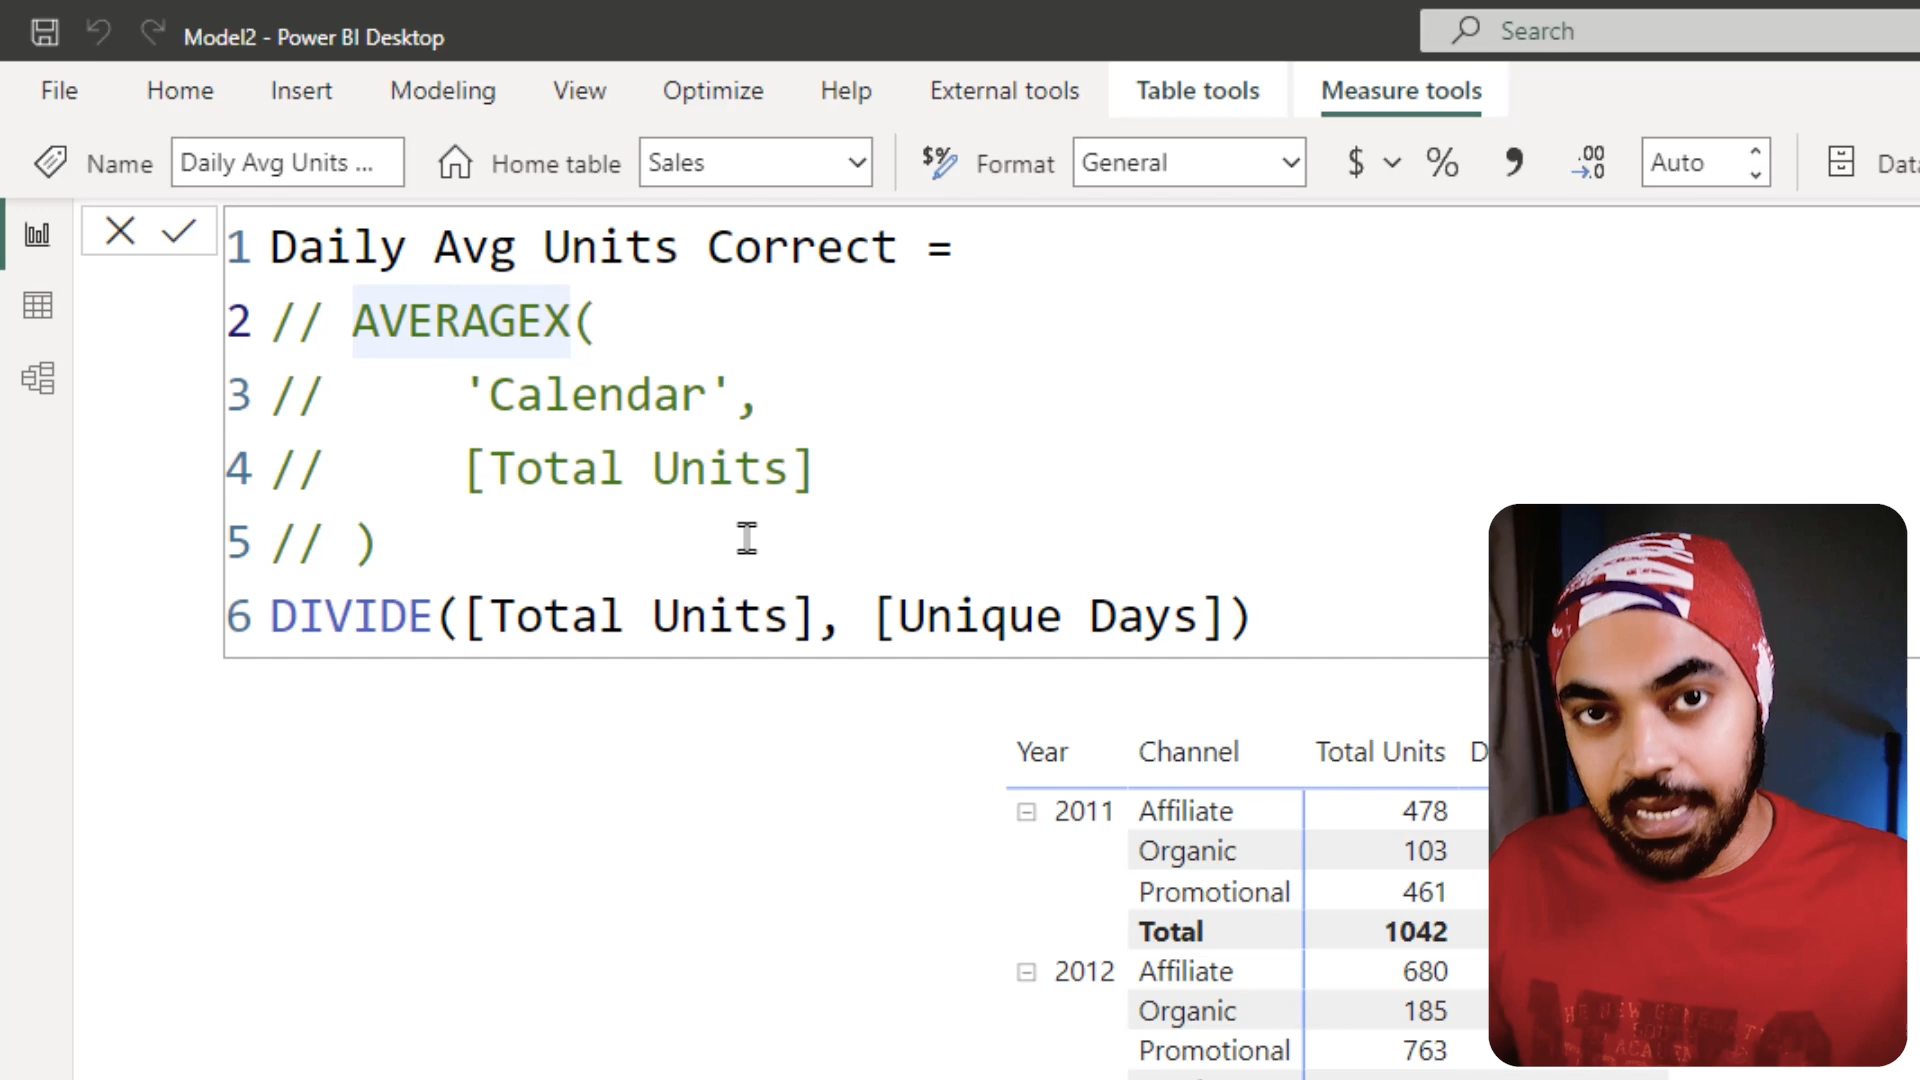 Model2 - Power BI Desktop
Search
File Home Insert Modeling View Optimize Help External tools Table tools Measure tools
Name Daily Avg Units ... Home table Sales $% Format General $ % , .00 .0 Auto
1 Daily Avg Units Correct =
2 // AVERAGEX(
3 // 'Calendar',
4 // [Total Units]
5 // )
6 DIVIDE([Total Units], [Unique Days])
Year Channel Total Units
2011 Affiliate 478
Organic 103
Promotional 461
Total 1042
2012 Affiliate 680
Organic 185
Promotional 763